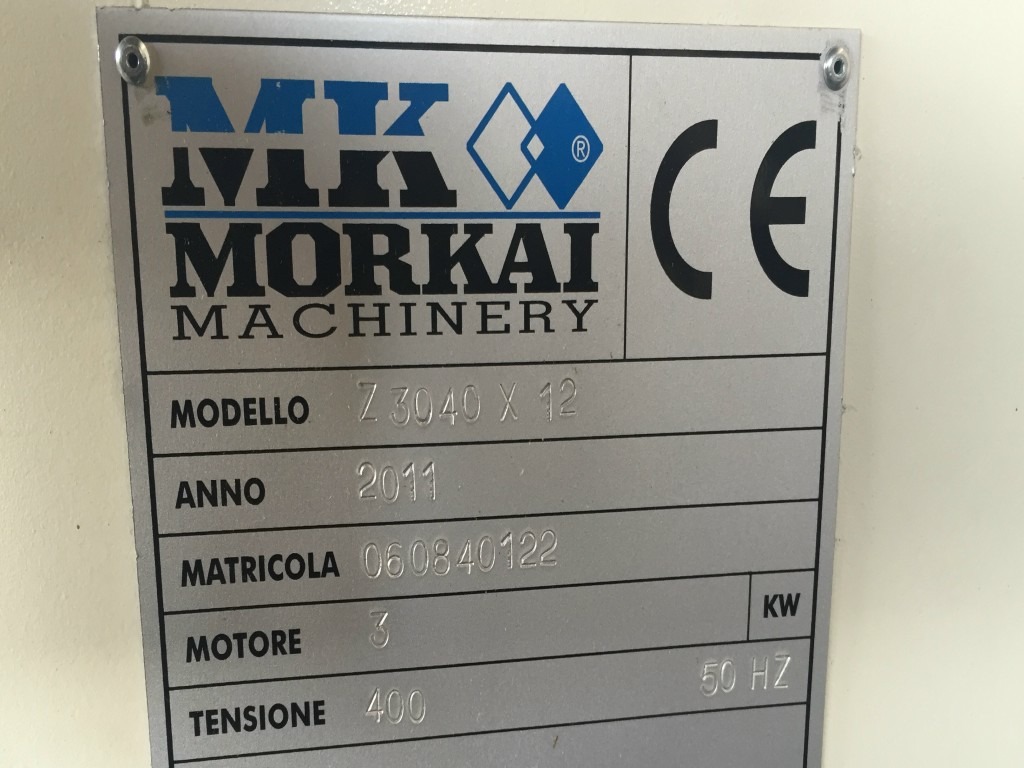 MK ®
MORKAI
MACHINERY
CE
MODELLO Z 3040 X 12
ANNO 2011
MATRICOLA 060840122
MOTORE 3 KW
TENSIONE 400 50 HZ